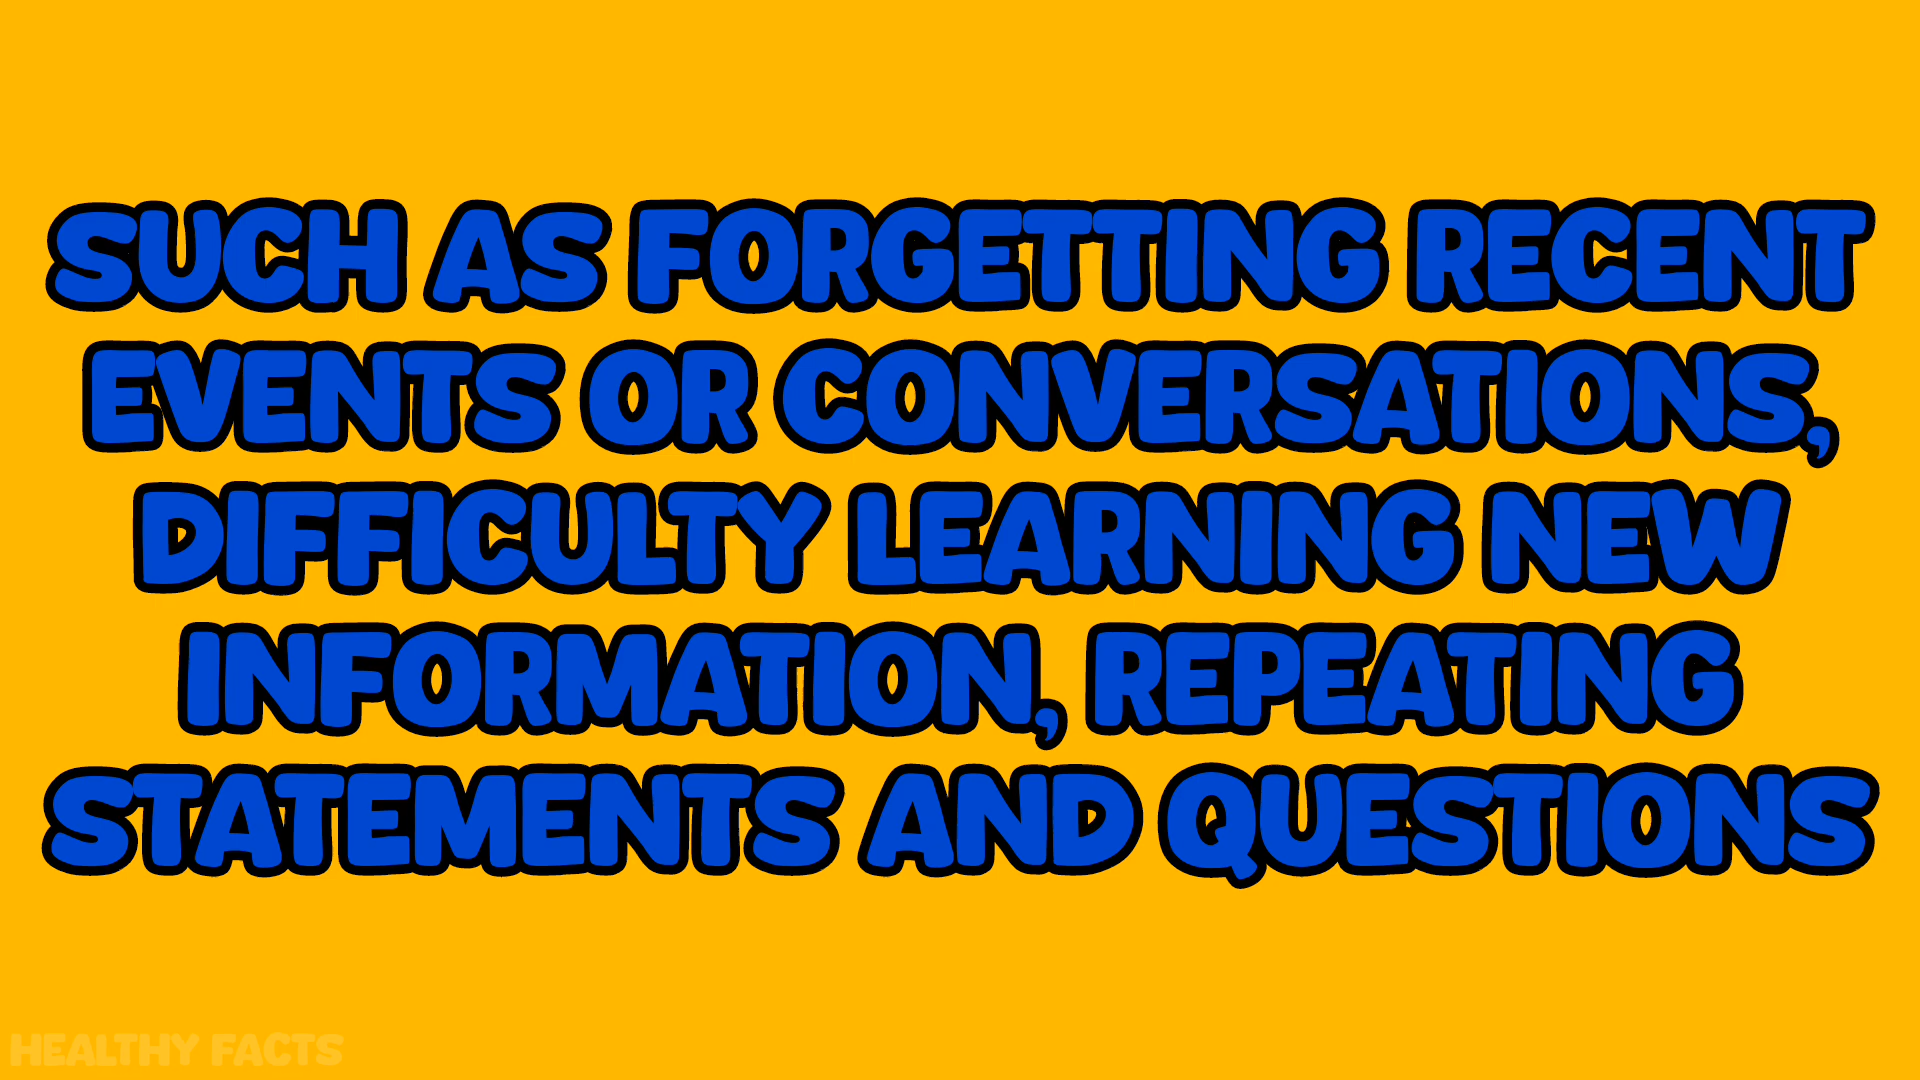 SUCH AS FORGETTING RECENT
EVENTS OR CONVERSATIONS,
DIFFICULTY LEARNING NEW
INFORMATION, REPEATING
STATEMENTS AND QUESTIONS
HEALTHY FACTS